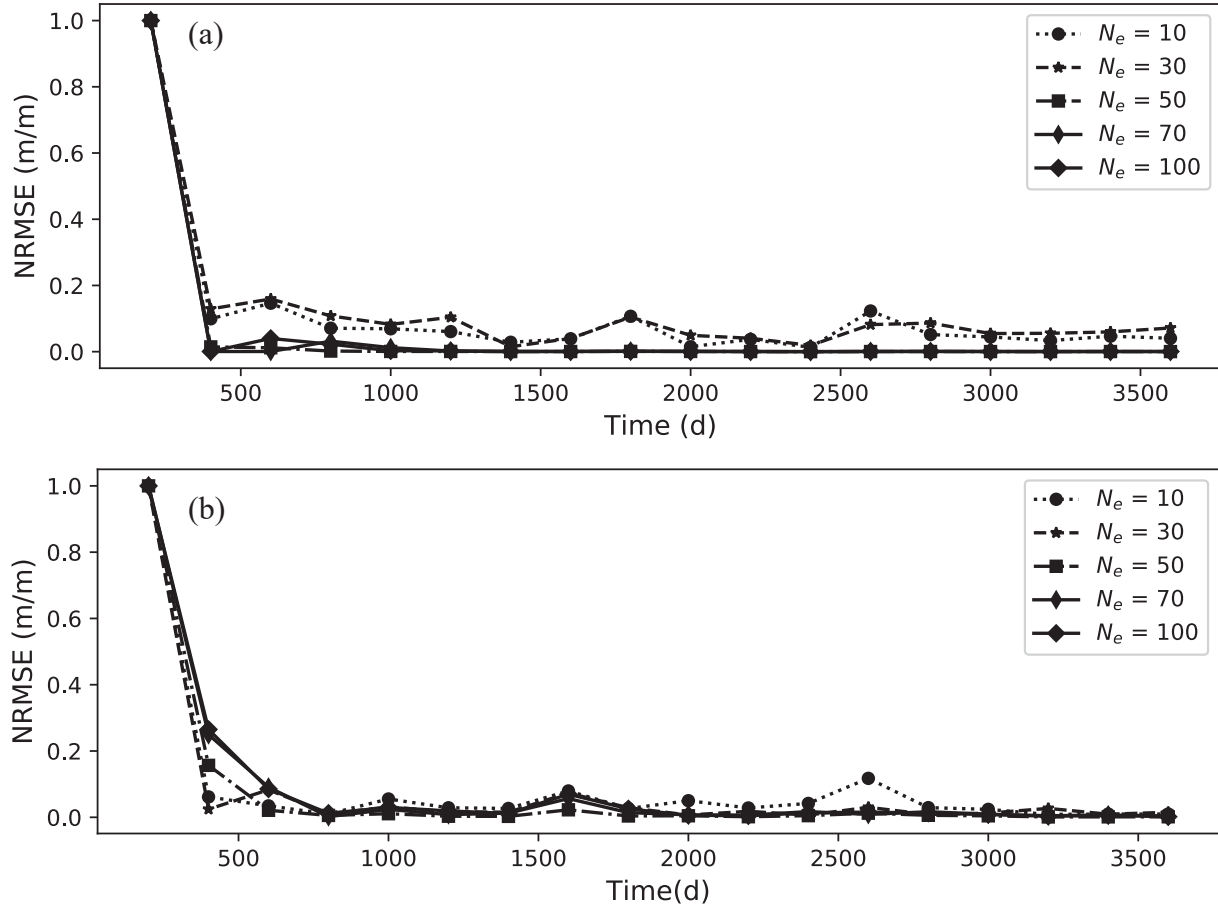 (a)
NRMSE (m/m)
1.0
0.8
0.6
0.4
0.2
0.0
500 1000 1500 2000 2500 3000 3500
Time (d)
N_e = 10
N_e = 30
N_e = 50
N_e = 70
N_e = 100
(b)
NRMSE (m/m)
1.0
0.8
0.6
0.4
0.2
0.0
500 1000 1500 2000 2500 3000 3500
Time(d)
N_e = 10
N_e = 30
N_e = 50
N_e = 70
N_e = 100